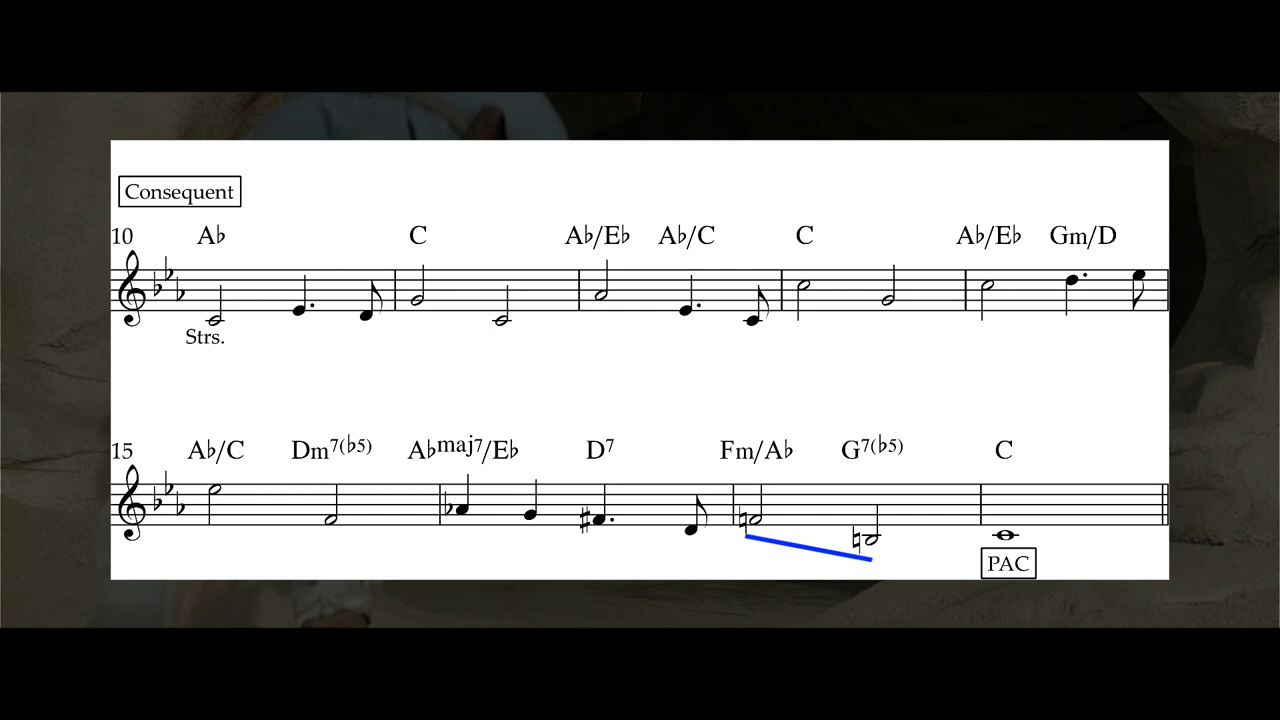 Consequent
10 A♭ C A♭/E♭ A♭/C C A♭/E♭ Gm/D
Strs.
15 A♭/C Dm7(♭5) A♭maj7/E♭ D7 Fm/A♭ G7(♭5) C
PAC